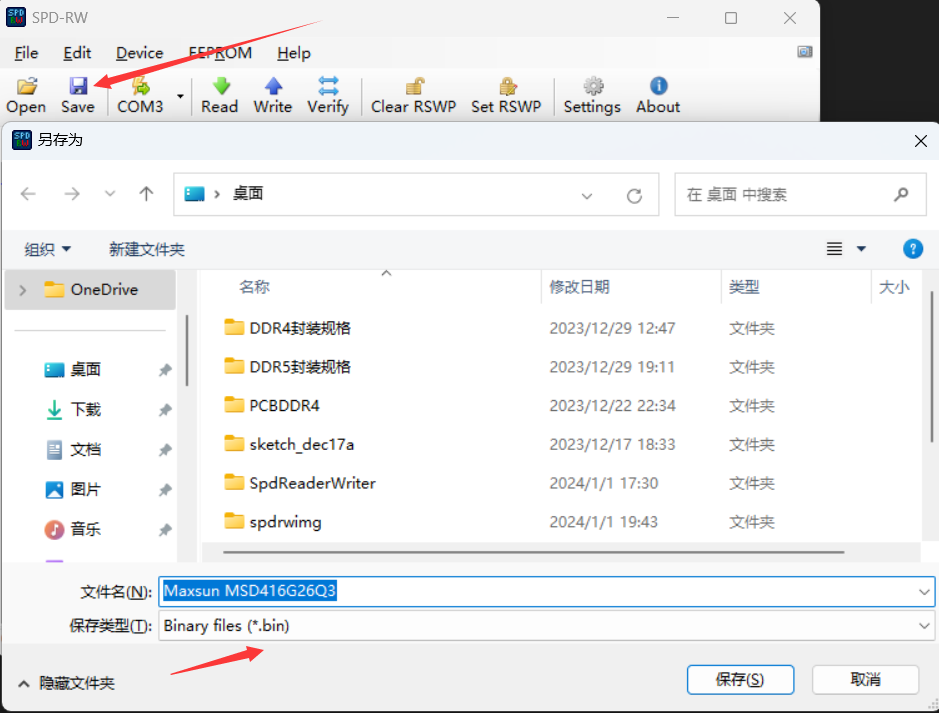 SPD RW SPD-RW
File Edit Device EEPROM Help
Open Save COM3 Read Write Verify Clear RSWP Set RSWP Settings About
SPD RW 另存为
桌面 在 桌面 中搜索
组织 新建文件夹
OneDrive 名称 修改日期 类型 大小
DDR4封装规格 2023/12/29 12:47 文件夹
桌面 DDR5封装规格 2023/12/29 19:11 文件夹
下载 PCBDDR4 2023/12/22 22:34 文件夹
文档 sketch_dec17a 2023/12/17 18:33 文件夹
图片 SpdReaderWriter 2024/1/1 17:30 文件夹
音乐 spdrwimg 2024/1/1 19:43 文件夹
文件名(N): Maxsun MSD416G26Q3
保存类型(T): Binary files (*.bin)
隐藏文件夹 保存(S) 取消